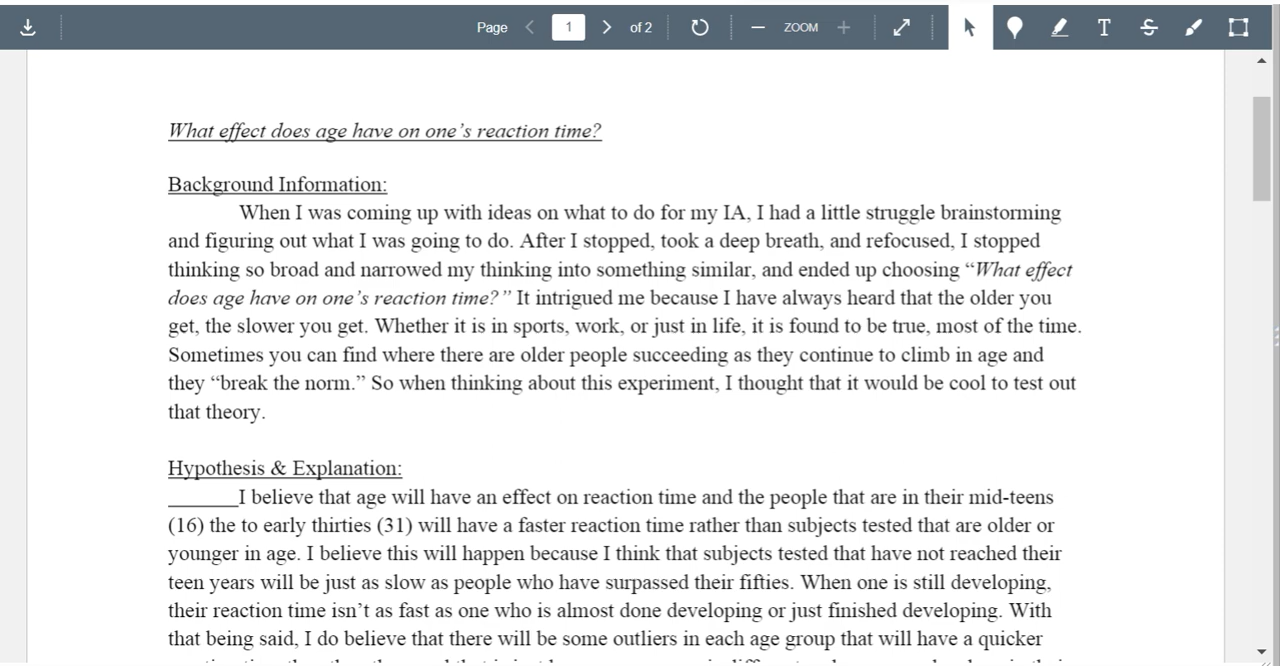 Page 1 of 2 ZOOM T S
What effect does age have on one’s reaction time?
Background Information:
When I was coming up with ideas on what to do for my IA, I had a little struggle brainstorming
and figuring out what I was going to do. After I stopped, took a deep breath, and refocused, I stopped
thinking so broad and narrowed my thinking into something similar, and ended up choosing “What effect
does age have on one’s reaction time?” It intrigued me because I have always heard that the older you
get, the slower you get. Whether it is in sports, work, or just in life, it is found to be true, most of the time.
Sometimes you can find where there are older people succeeding as they continue to climb in age and
they “break the norm.” So when thinking about this experiment, I thought that it would be cool to test out
that theory.
Hypothesis & Explanation:
I believe that age will have an effect on reaction time and the people that are in their mid-teens
(16) the to early thirties (31) will have a faster reaction time rather than subjects tested that are older or
younger in age. I believe this will happen because I think that subjects tested that have not reached their
teen years will be just as slow as people who have surpassed their fifties. When one is still developing,
their reaction time isn’t as fast as one who is almost done developing or just finished developing. With
that being said, I do believe that there will be some outliers in each age group that will have a quicker